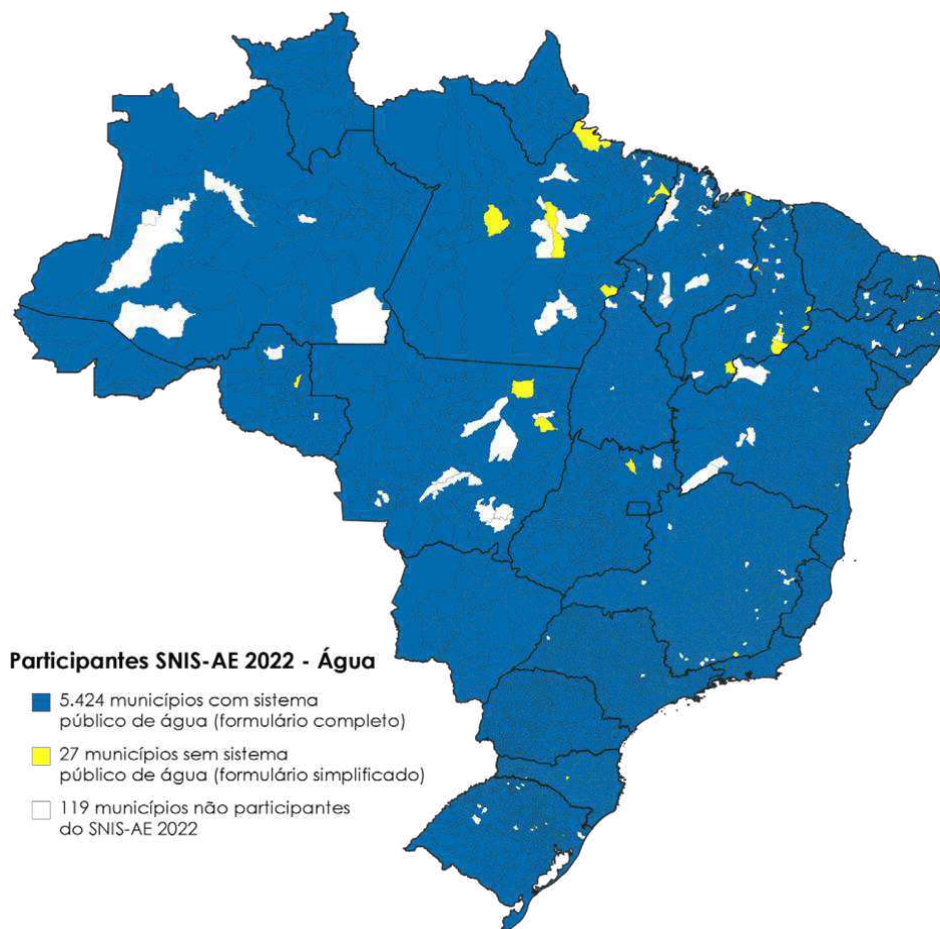 Participantes SNIS-AE 2022 - Água
5.424 municípios com sistema
público de água (formulário completo)
27 municípios sem sistema
público de água (formulário simplificado)
119 municípios não participantes
do SNIS-AE 2022